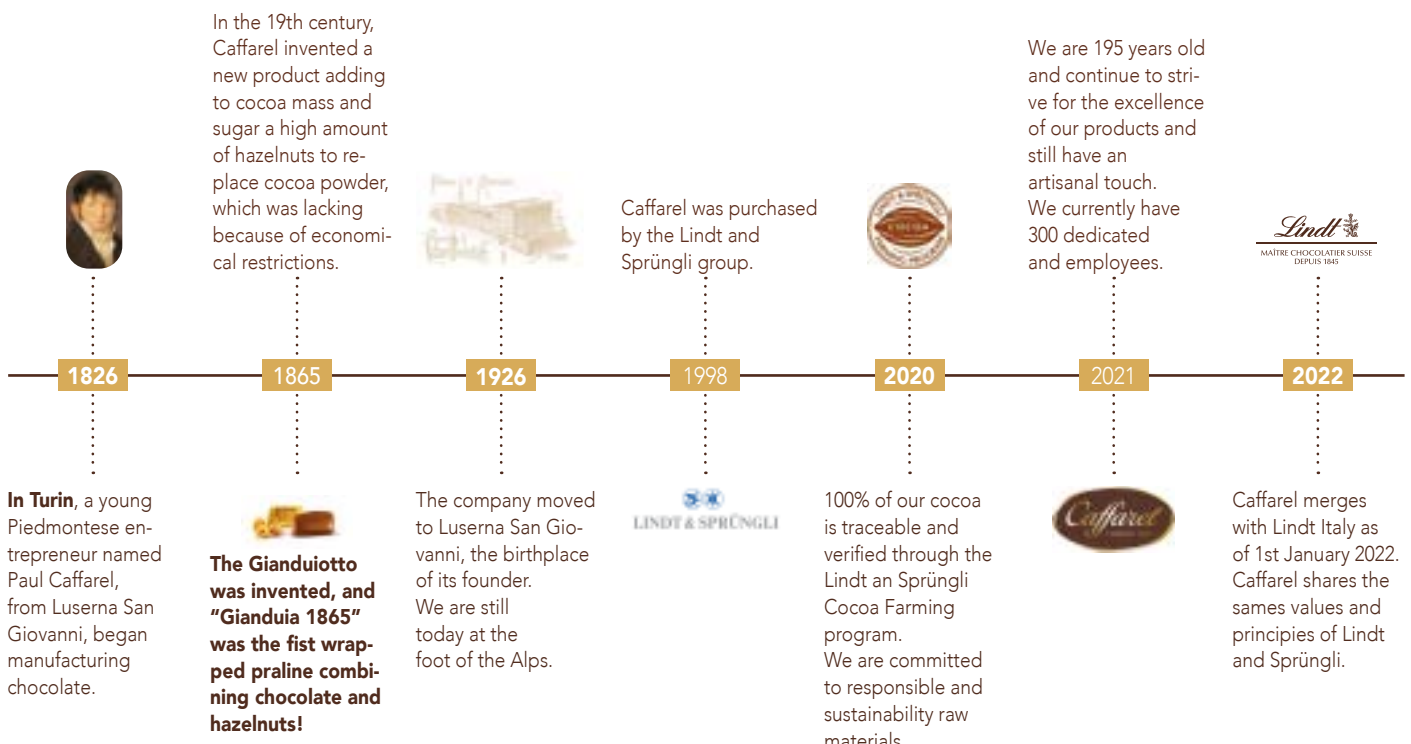 In the 19th century,
Caffarel invented a
new product adding
to cocoa mass and
sugar a high amount
of hazelnuts to re-
place cocoa powder,
which was lacking
because of economi-
cal restrictions.
Caffarel was purchased
by the Lindt and
Sprüngli group.
LINDT & SPRÜNGLI
We are 195 years old
and continue to stri-
ve for the excellence
of our products and
still have an
artisanal touch.
We currently have
300 dedicated
and employees.
Lindt
MAÎTRE CHOCOLATIER SUISSE
DEPUIS 1845
1826
1865
1926
1998
2020
2021
2022
In Turin, a young
Piedmontese en-
trepreneur named
Paul Caffarel,
from Luserna San
Giovanni, began
manufacturing
chocolate.
The Gianduiotto
was invented, and
“Gianduia 1865”
was the fist wrap-
ped praline combi-
ning chocolate and
hazelnuts!
The company moved
to Luserna San Gio-
vanni, the birthplace
of its founder.
We are still
today at the
foot of the Alps.
LINDT & SPRÜNGLI
100% of our cocoa
is traceable and
verified through the
Lindt an Sprüngli
Cocoa Farming
program.
We are committed
to responsible and
sustainability raw
materials
Caffarel
Caffarel merges
with Lindt Italy as
of 1st January 2022.
Caffarel shares the
sames values and
principies of Lindt
and Sprüngli.